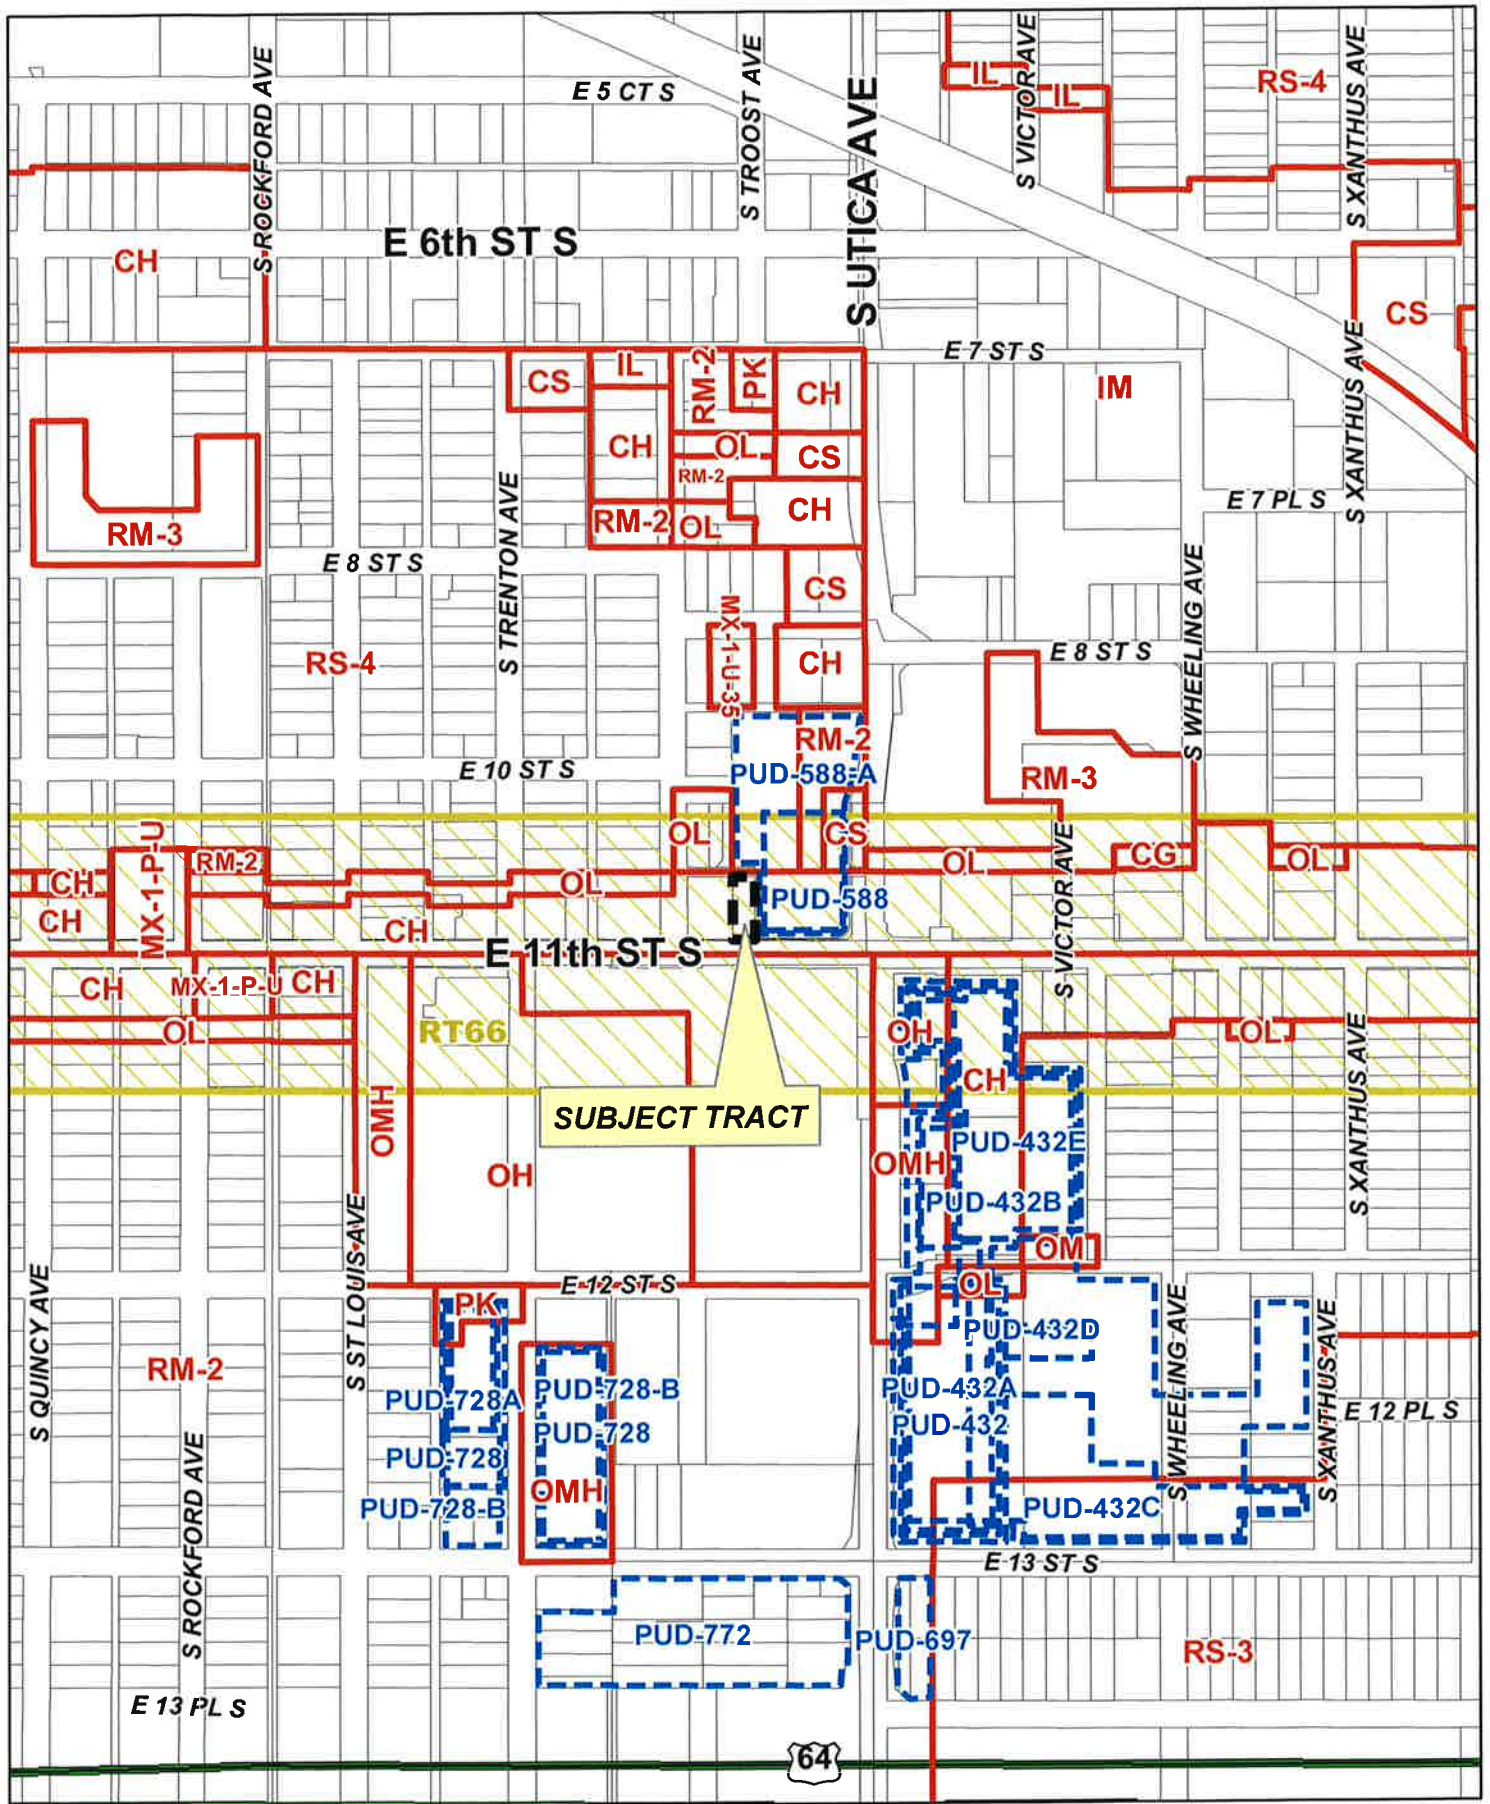 IL
S VICTOR AVE
RS-4
S XANTHUS AVE
S ROCKFORD AVE
E 5 CT S
S TROOST AVE
S UTICA AVE
IL
CH
E 6th ST S
CS
E 7 ST S
S XANTHUS AVE
CS
IL
RM-2
PK
CH
IM
CH
OL
CS
RM-2
E 7 PL S
RM-3
RM-2
OL
CH
E 8 ST S
S TRENTON AVE
CS
S WHEELING AVE
RS-4
MX-1-U-35
CH
E 8 ST S
RM-2
E 10 ST S
PUD-588-A
RM-3
MX-1-P-U
RM-2
OL
CS
OL
S VICTOR AVE
CG
OL
CH
OL
PUD-588
CH
CH
E 11th ST S
CH
MX-1-P-U
CH
OL
RT66
OH
OL
S XANTHUS AVE
CH
OMH
SUBJECT TRACT
PUD-432E
OH
OMH
PUD-432B
OM
S QUINCY AVE
S ST LOUIS AVE
E 12 ST S
OL
PK
PUD-432D
S WHEELING AVE
S XANTHUS AVE
RM-2
PUD-728A
PUD-728-B
PUD-432A
E 12 PL S
PUD-728
PUD-728
PUD-432
S ROCKFORD AVE
PUD-728-B
OMH
PUD-432C
E 13 ST S
PUD-772
PUD-697
RS-3
E 13 PL S
64